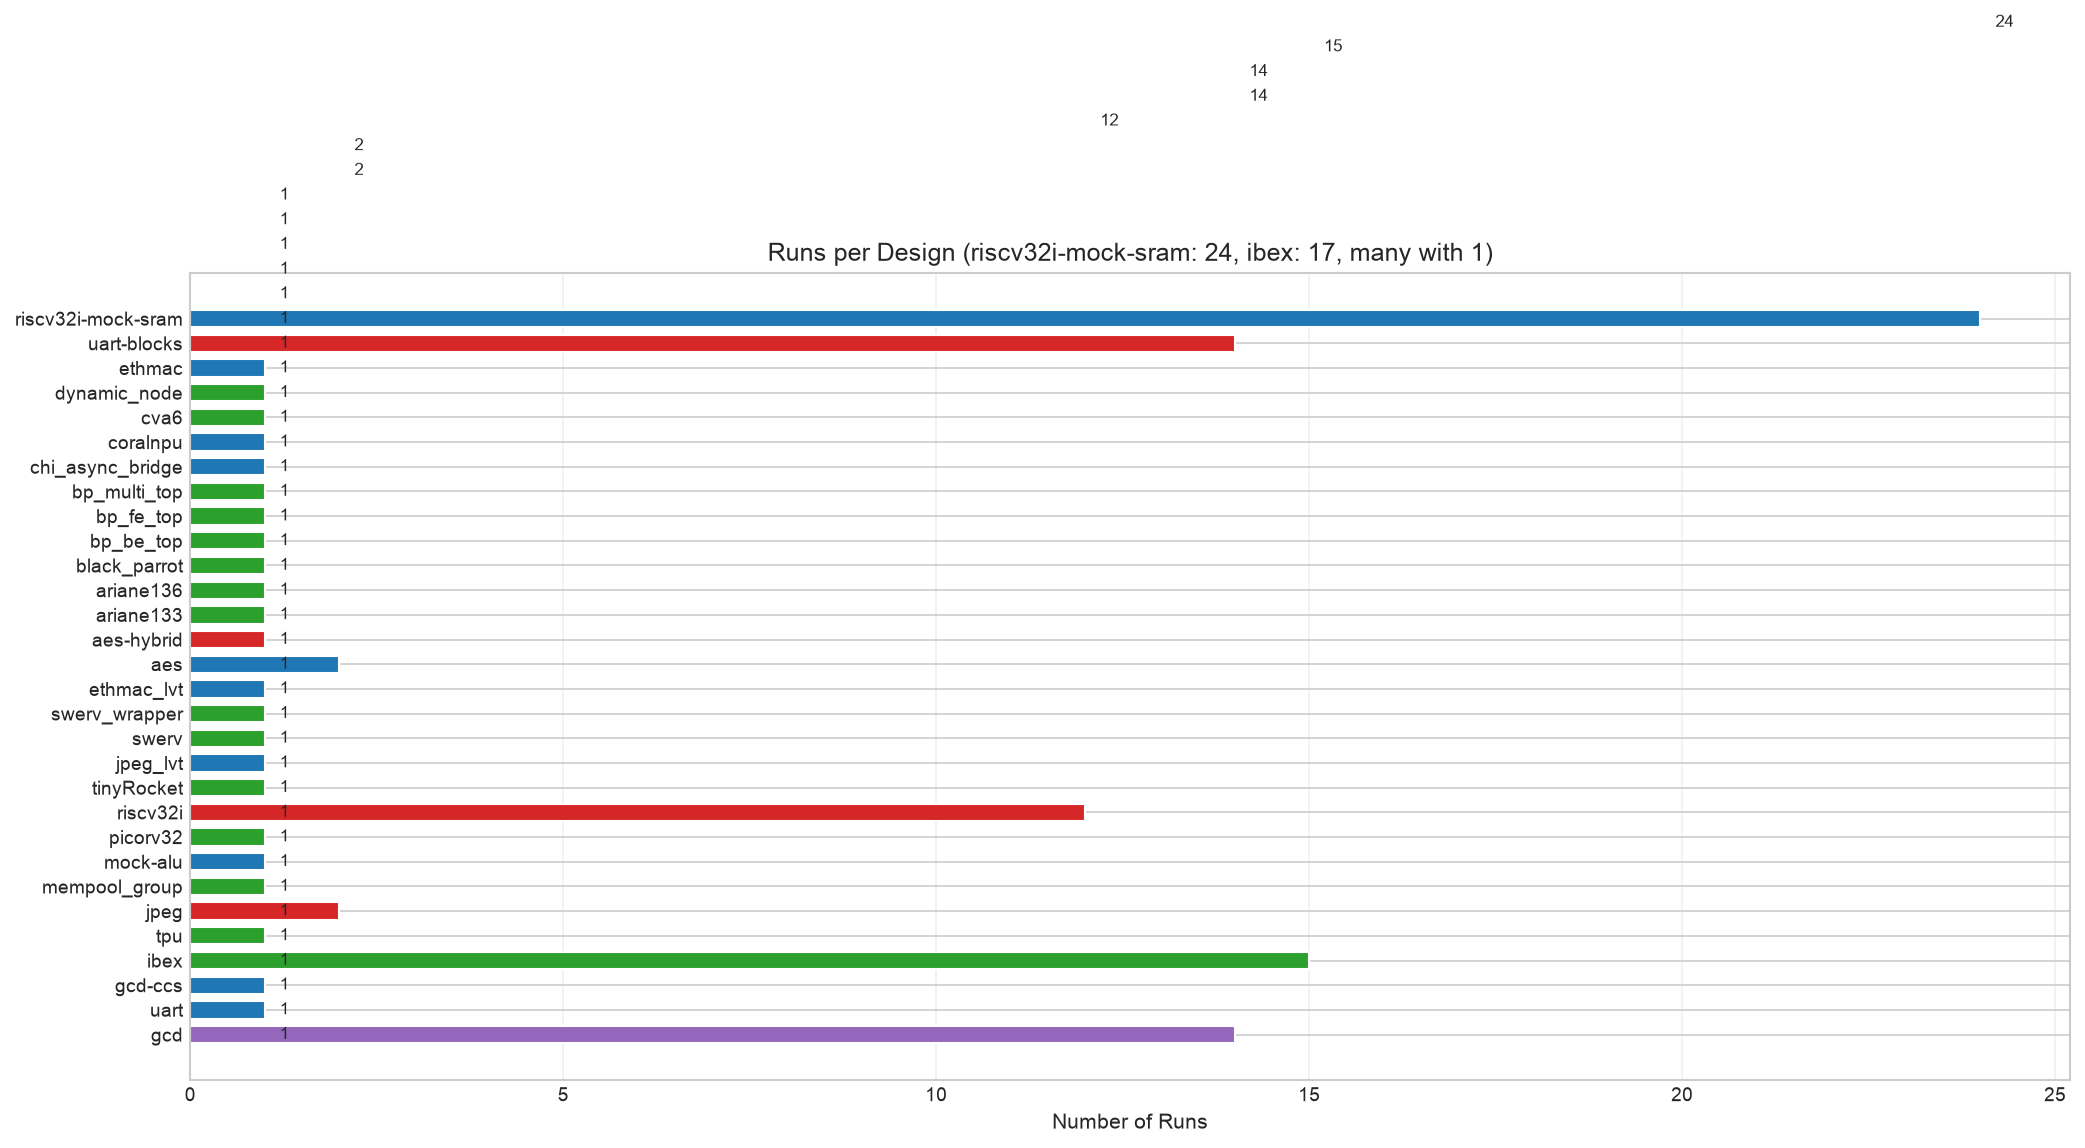 24
15
14
14
12
2
2
1
1
1
Runs per Design (riscv32i-mock-sram: 24, ibex: 17, many with 1)
1
1
riscv32i-mock-sram 1
uart-blocks 1
ethmac 1
dynamic_node 1
cva6 1
coralnpu 1
chi_async_bridge 1
bp_multi_top 1
bp_fe_top 1
bp_be_top 1
black_parrot 1
ariane136 1
ariane133 1
aes-hybrid 1
aes 1
ethmac_lvt 1
swerv_wrapper 1
swerv 1
jpeg_lvt 1
tinyRocket 1
riscv32i 1
picorv32 1
mock-alu 1
mempool_group 1
jpeg 1
tpu 1
ibex 1
gcd-ccs 1
uart 1
gcd 1
0 5 10 15 20 25
Number of Runs